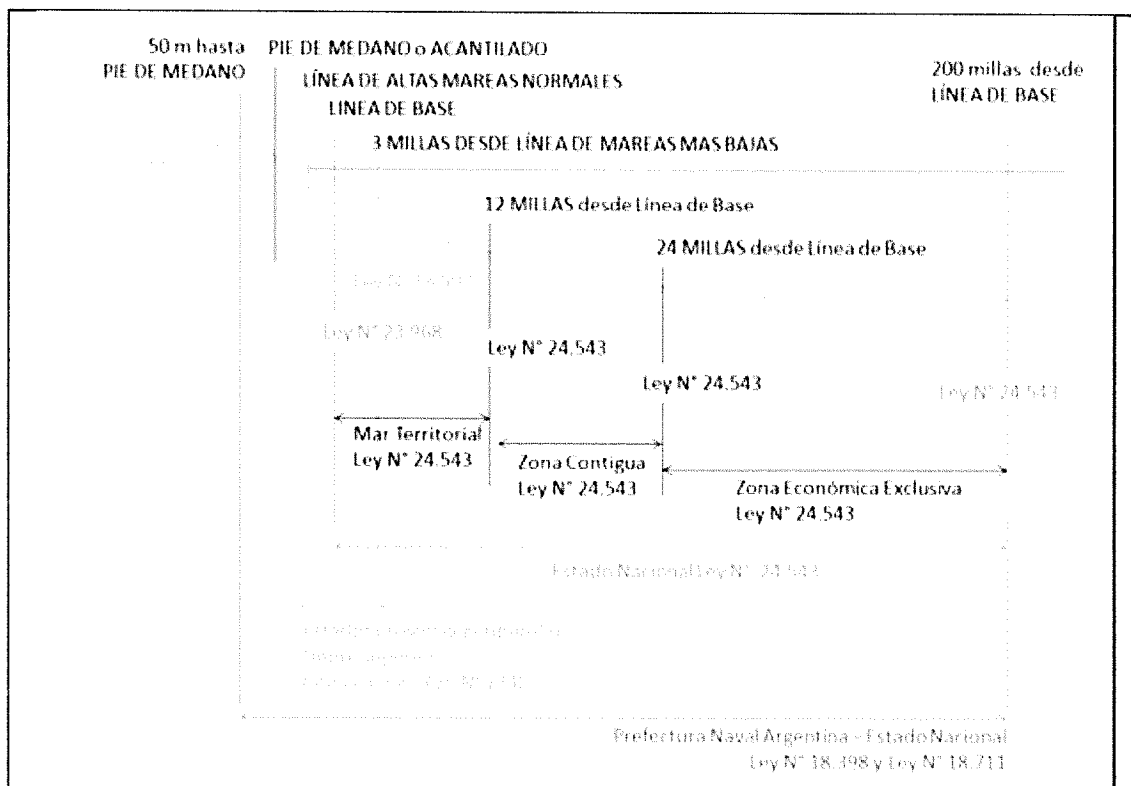 50 m hasta
PIE DE MEDANO
PIE DE MEDANO o ACANTILADO
LÍNEA DE ALTAS MAREAS NORMALES
LINEA DE BASE
3 MILLAS DESDE LÍNEA DE MAREAS MAS BAJAS
200 millas desde
LÍNEA DE BASE
12 MILLAS desde Línea de Base
24 MILLAS desde Línea de Base
Ley N°
Ley N° 23.968
Ley N° 24.543
Ley N° 24.543
Ley N° 24.543
Mar Territorial
Ley N° 24.543
Zona Contigua
Ley N° 24.543
Zona Económica Exclusiva
Ley N° 24.543
Estado Nacional Ley N° 24.543
Prefectura Naval Argentina - Estado Nacional
Ley N° 18.398 y Ley N° 18.711